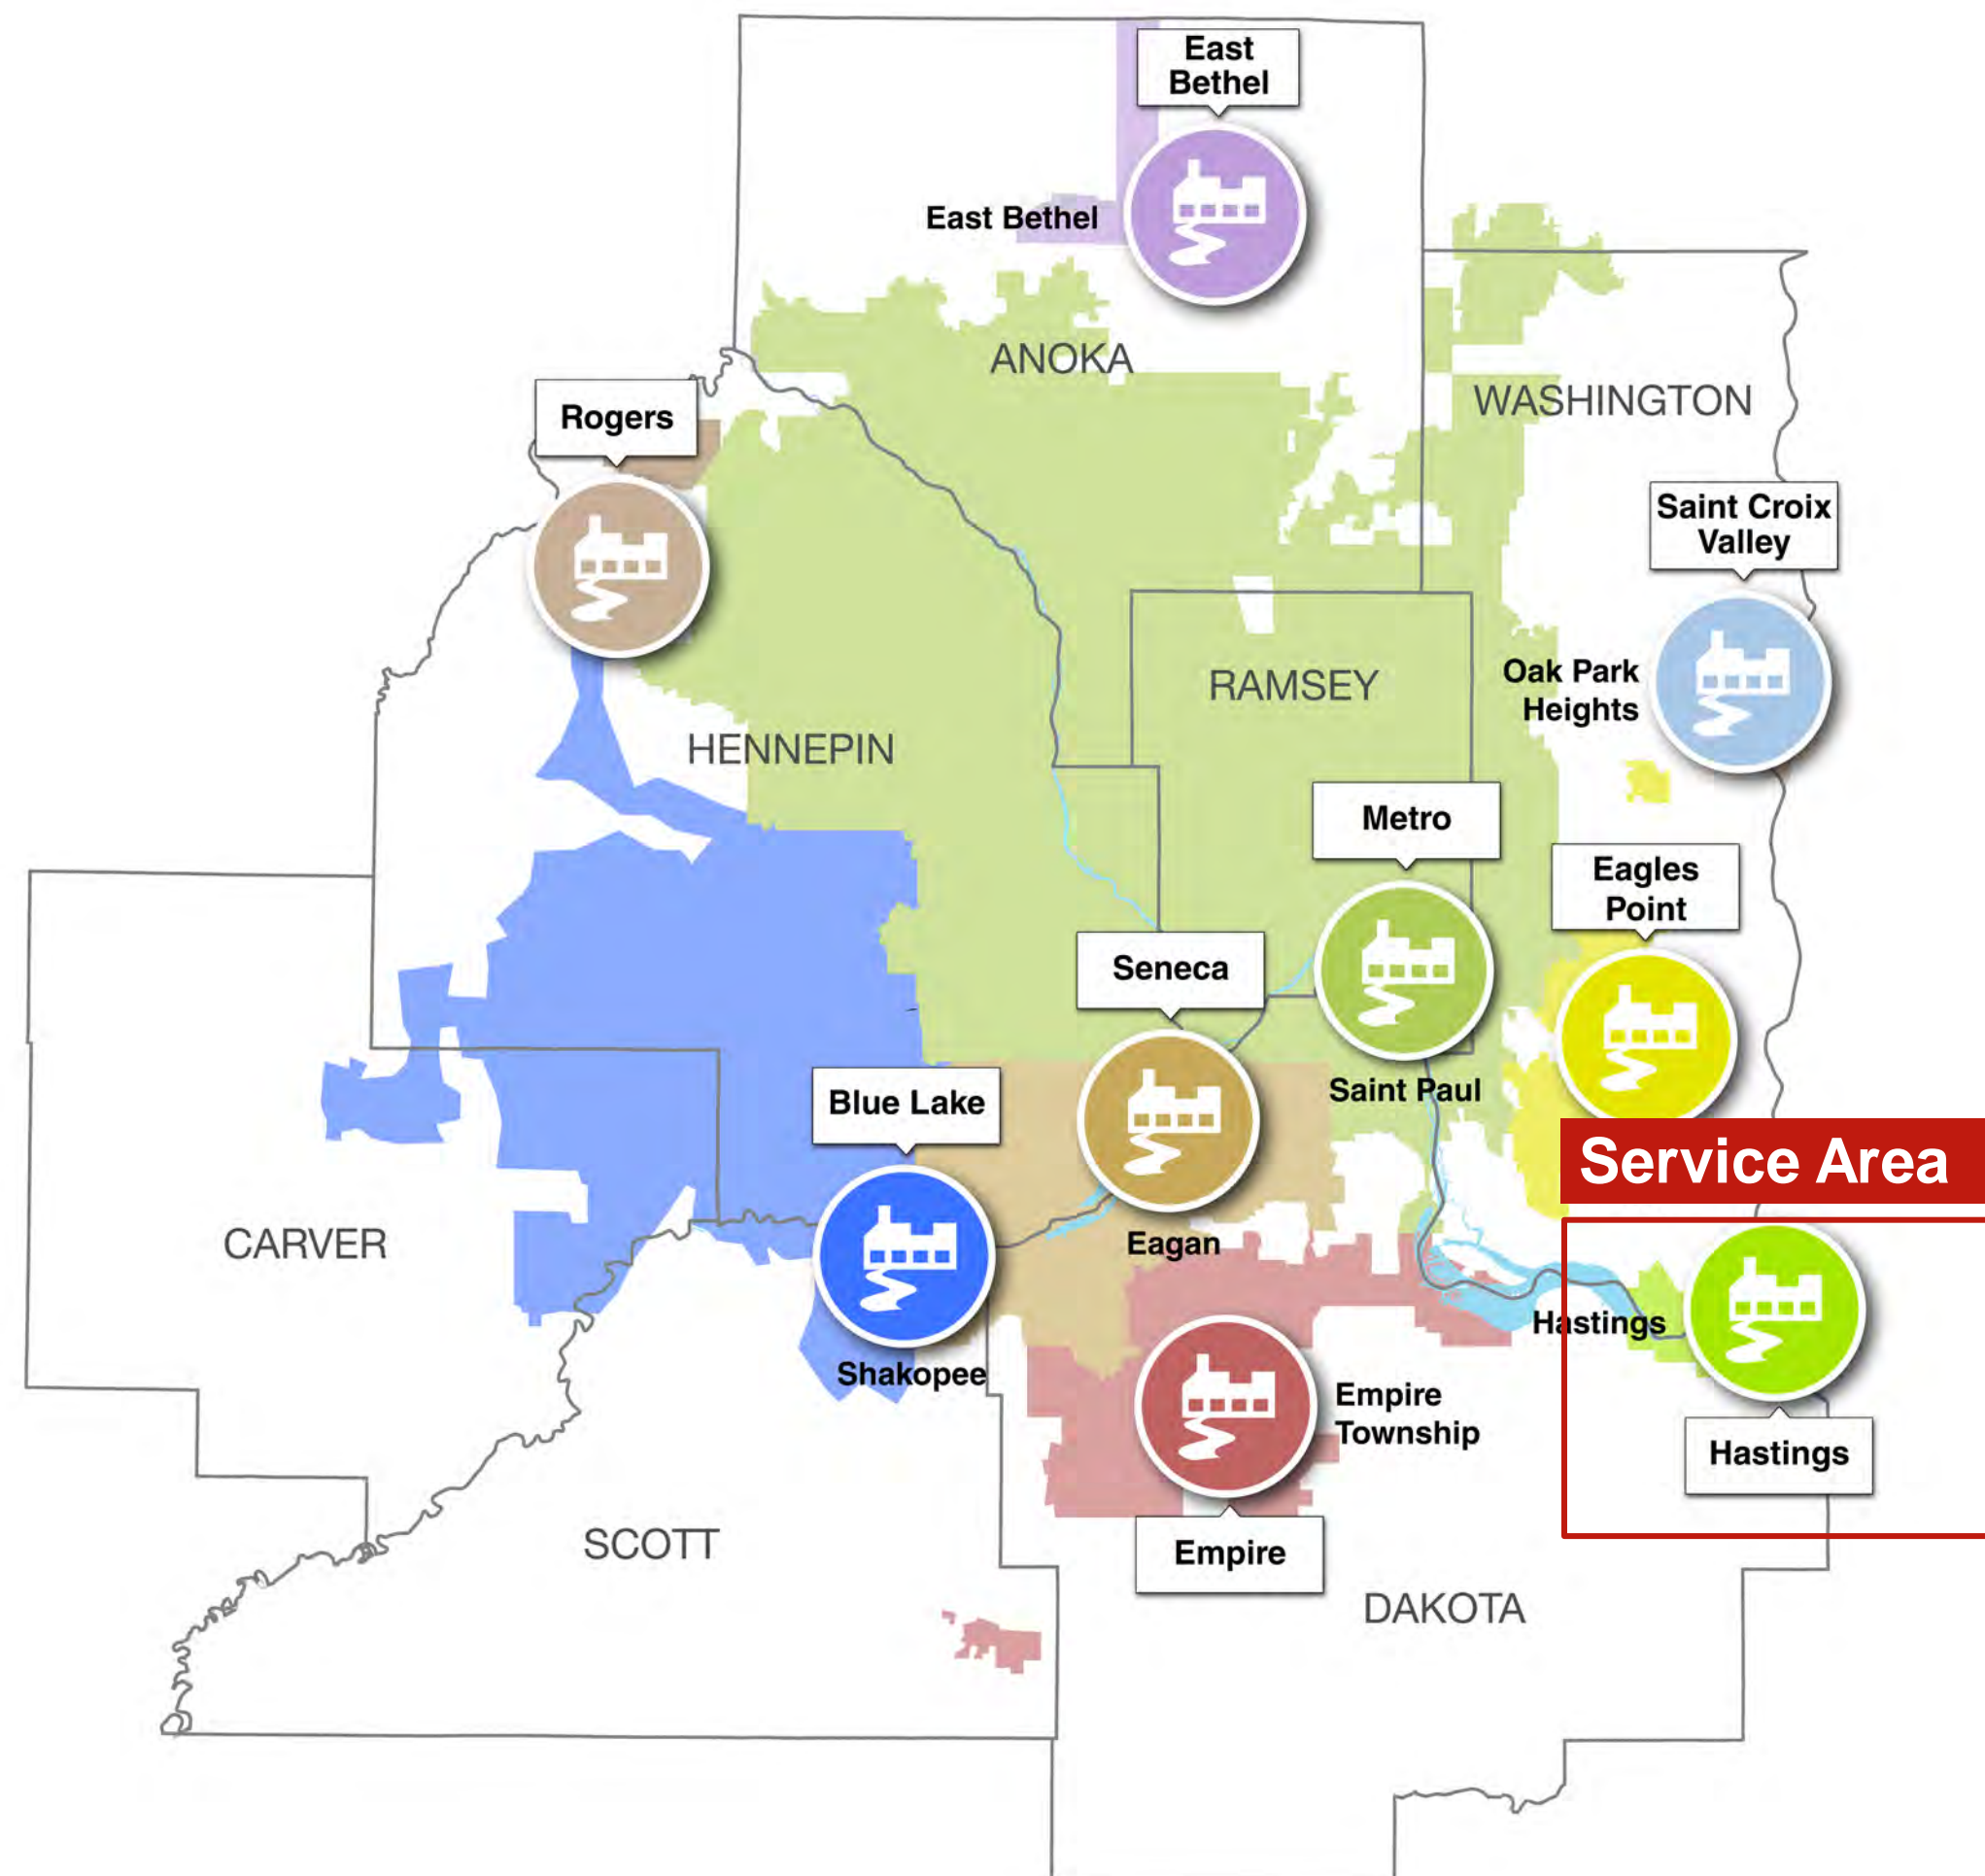 East
Bethel
East Bethel
ANOKA
WASHINGTON
Rogers
Saint Croix
Valley
Oak Park
Heights
RAMSEY
HENNEPIN
Metro
Eagles
Point
Seneca
Saint Paul
Blue Lake
Service Area
CARVER
Eagan
Hastings
Shakopee
Empire
Township
Hastings
SCOTT
Empire
DAKOTA